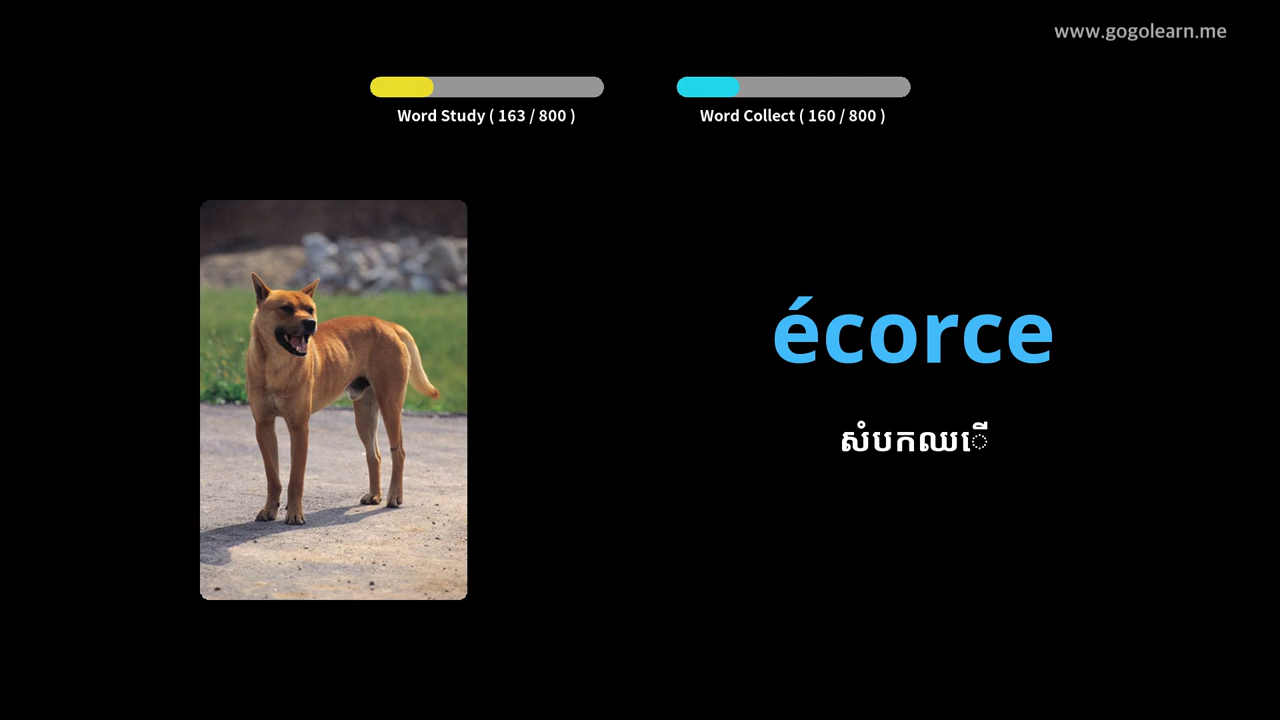 www.gogolearn.me
Word Study ( 163 / 800 )
Word Collect ( 160 / 800 )
écorce
សំបកឈើ